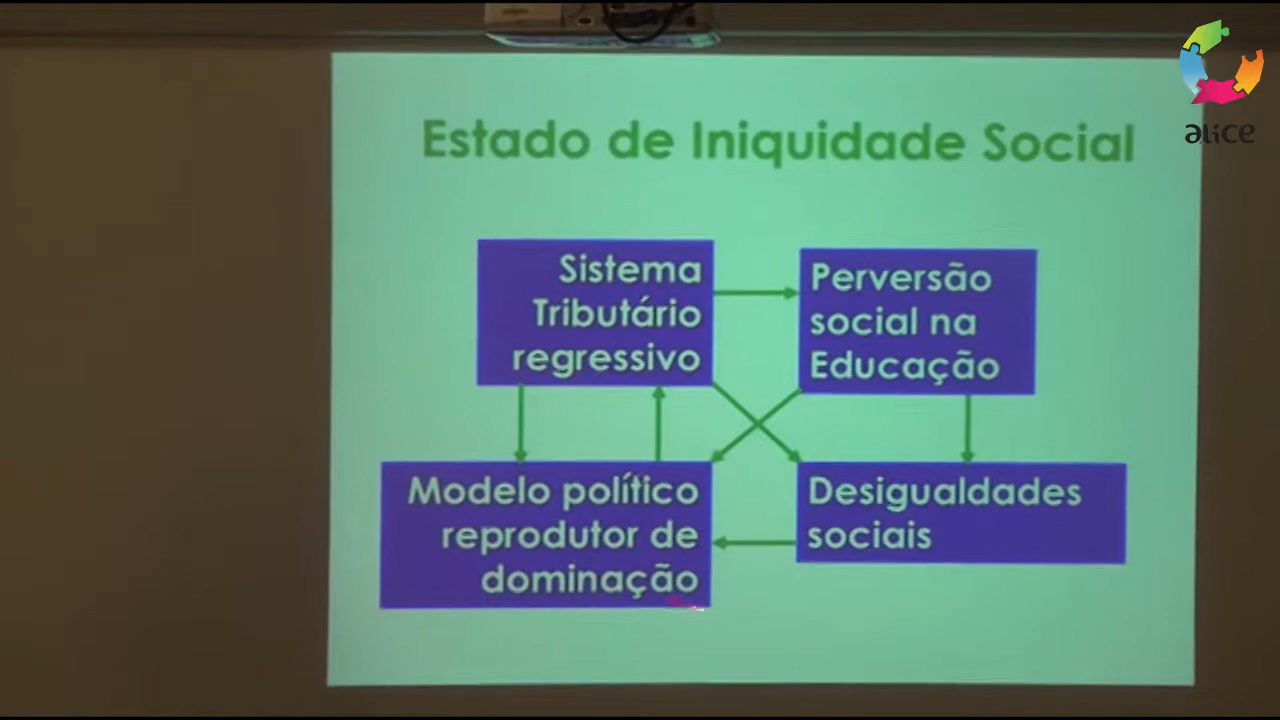 alice
Estado de Iniquidade Social
Sistema
Tributário
regressivo
Perversão
social na
Educação
Modelo político
reprodutor de
dominação
Desigualdades
sociais